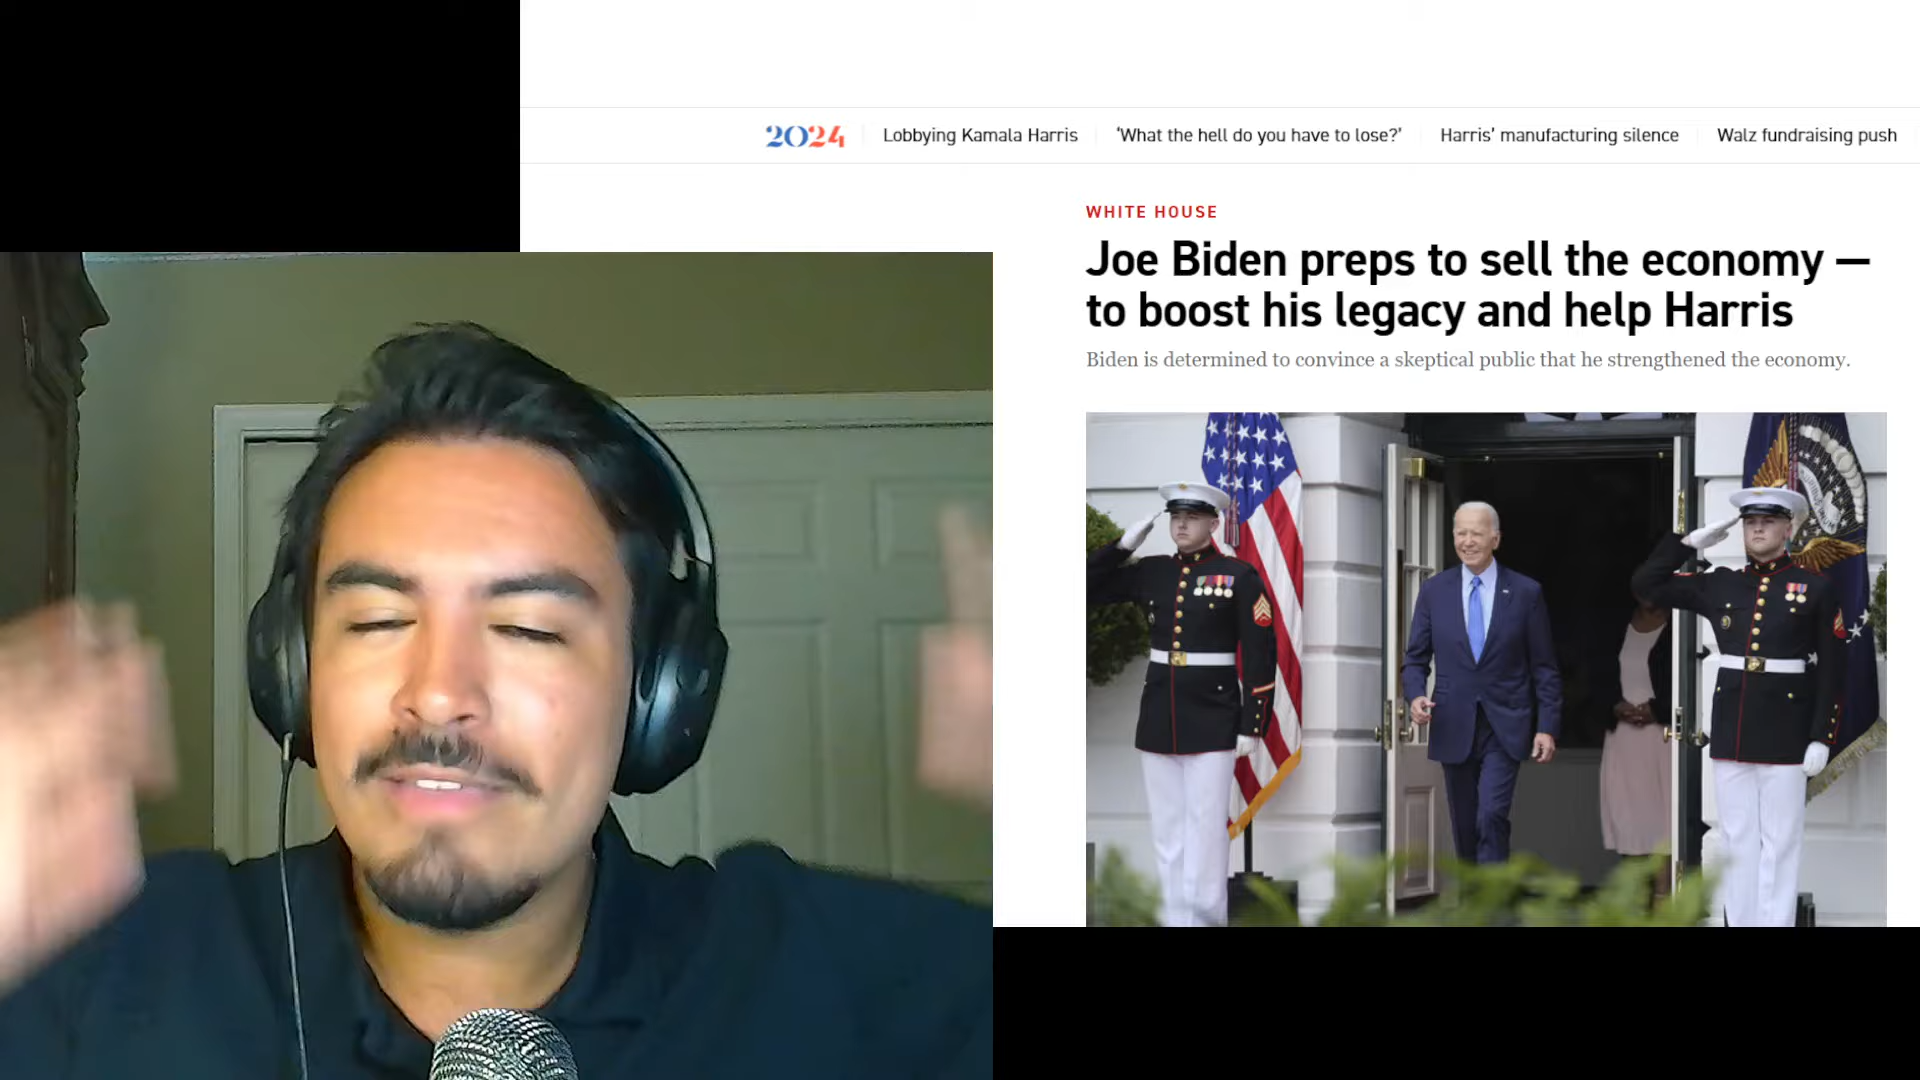 2024 Lobbying Kamala Harris ‘What the hell do you have to lose?’ Harris’ manufacturing silence Walz fundraising push
WHITE HOUSE
Joe Biden preps to sell the economy —
to boost his legacy and help Harris
Biden is determined to convince a skeptical public that he strengthened the economy.